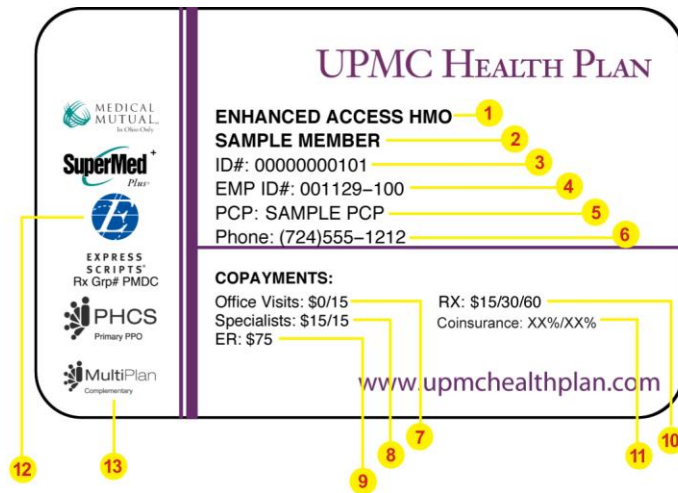 UPMC HEALTH PLAN
MEDICAL
MUTUAL
In Ohio Only
SuperMed+
Plus
E
EXPRESS
SCRIPTS®
Rx Grp# PMDC
PHCS
Primary PPO
MultiPlan
Complementary
ENHANCED ACCESS HMO 1
SAMPLE MEMBER 2
ID#: 00000000101 3
EMP ID#: 001129-100 4
PCP: SAMPLE PCP 5
Phone: (724)555-1212 6
COPAYMENTS:
Office Visits: $0/15
Specialists: $15/15
ER: $75
RX: $15/30/60
Coinsurance: XX%/XX%
www.upmchealthplan.com
7
8
9
10
11
12
13